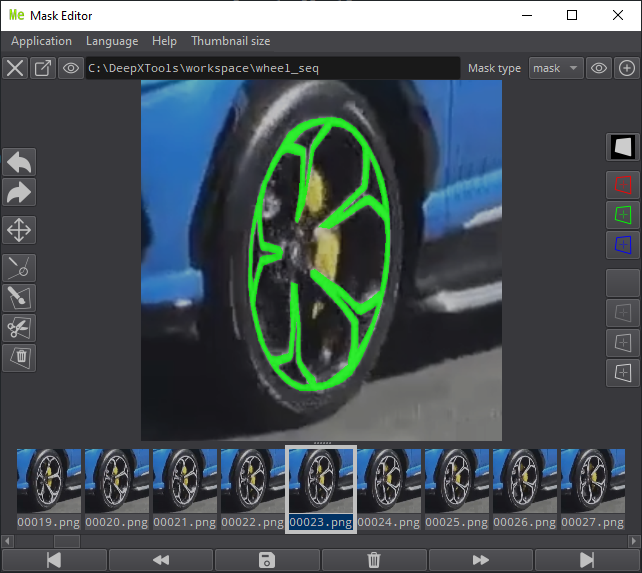 Me Mask Editor
Application Language Help Thumbnail size
C:\DeepXTools\workspace\wheel_seq Mask type mask
00019.png 00020.png 00021.png 00022.png 00023.png 00024.png 00025.png 00026.png 00027.png